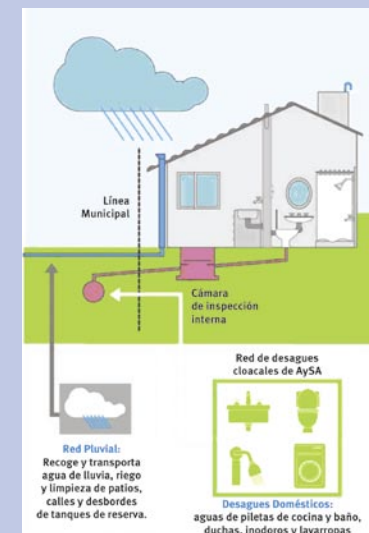 Línea
Municipal
Cámara
de inspección
interna
Red de desagues
cloacales de AySA
Red Pluvial:
Recoge y transporta
agua de lluvia, riego
y limpieza de patios,
calles y desbordes
de tanques de reserva.
Desagues Domésticos:
aguas de piletas de cocina y baño,
duchas, inodoros y lavarropas